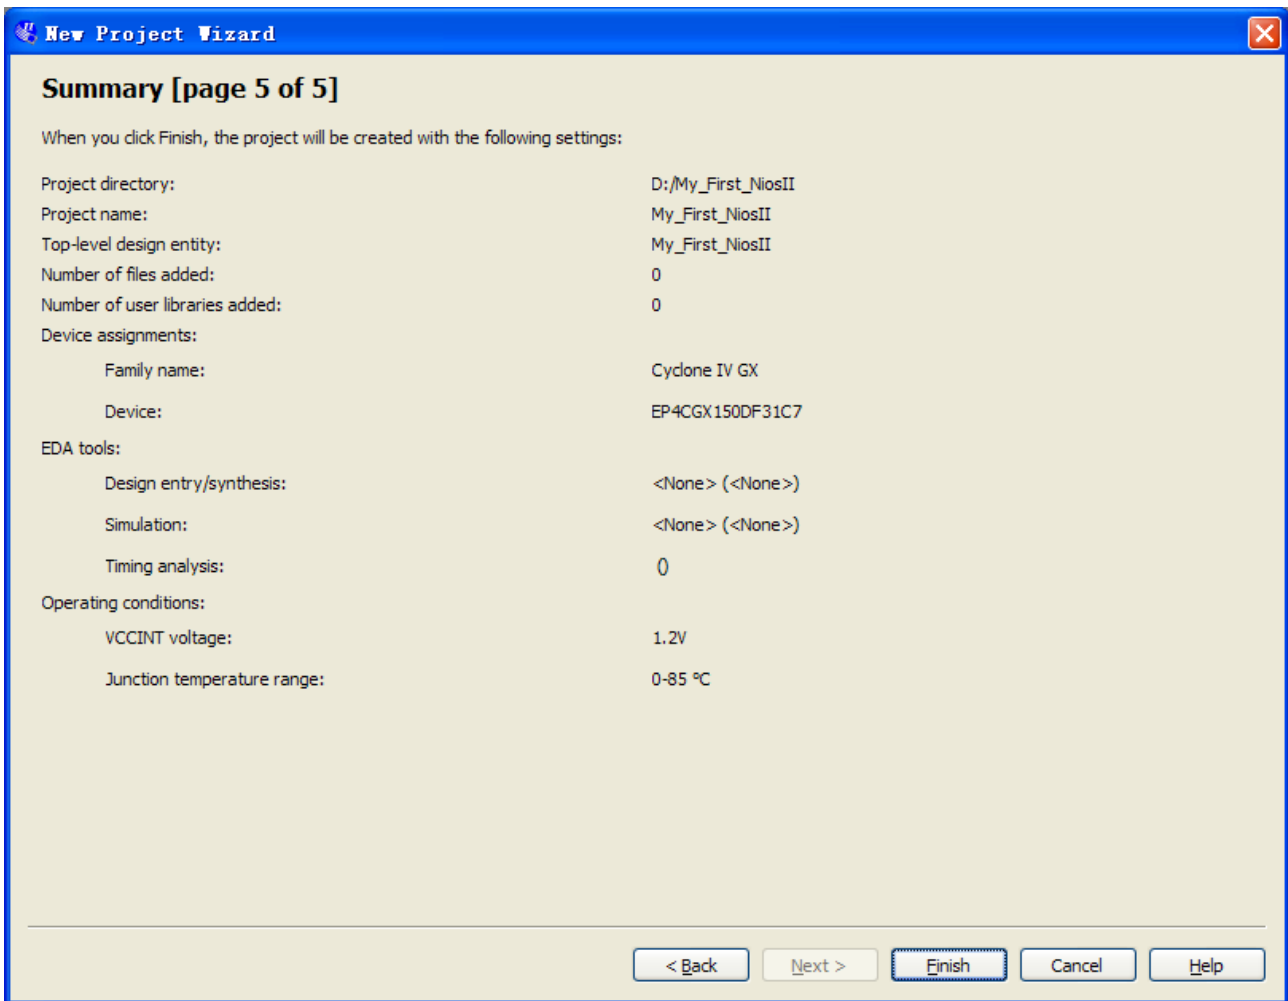 New Project Wizard
Summary [page 5 of 5]
When you click Finish, the project will be created with the following settings:
Project directory: D:/My_First_NiosII
Project name: My_First_NiosII
Top-level design entity: My_First_NiosII
Number of files added: 0
Number of user libraries added: 0
Device assignments:
Family name: Cyclone IV GX
Device: EP4CGX150DF31C7
EDA tools:
Design entry/synthesis: <None> (<None>)
Simulation: <None> (<None>)
Timing analysis: ()
Operating conditions:
VCCINT voltage: 1.2V
Junction temperature range: 0-85 ºC
< Back Next > Finish Cancel Help